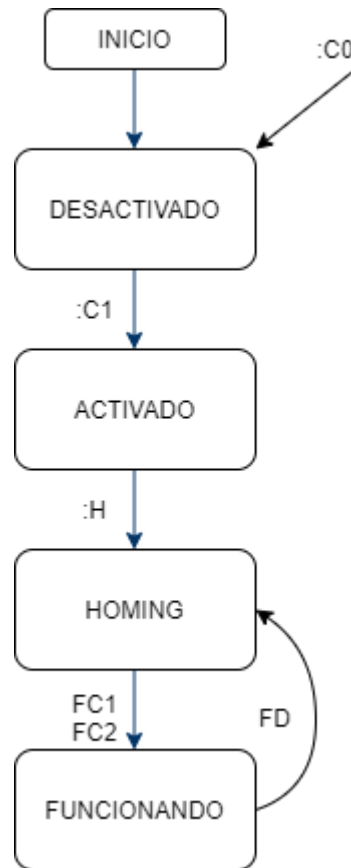 INICIO
:C0
DESACTIVADO
:C1
ACTIVADO
:H
HOMING
FC1
FC2
FD
FUNCIONANDO